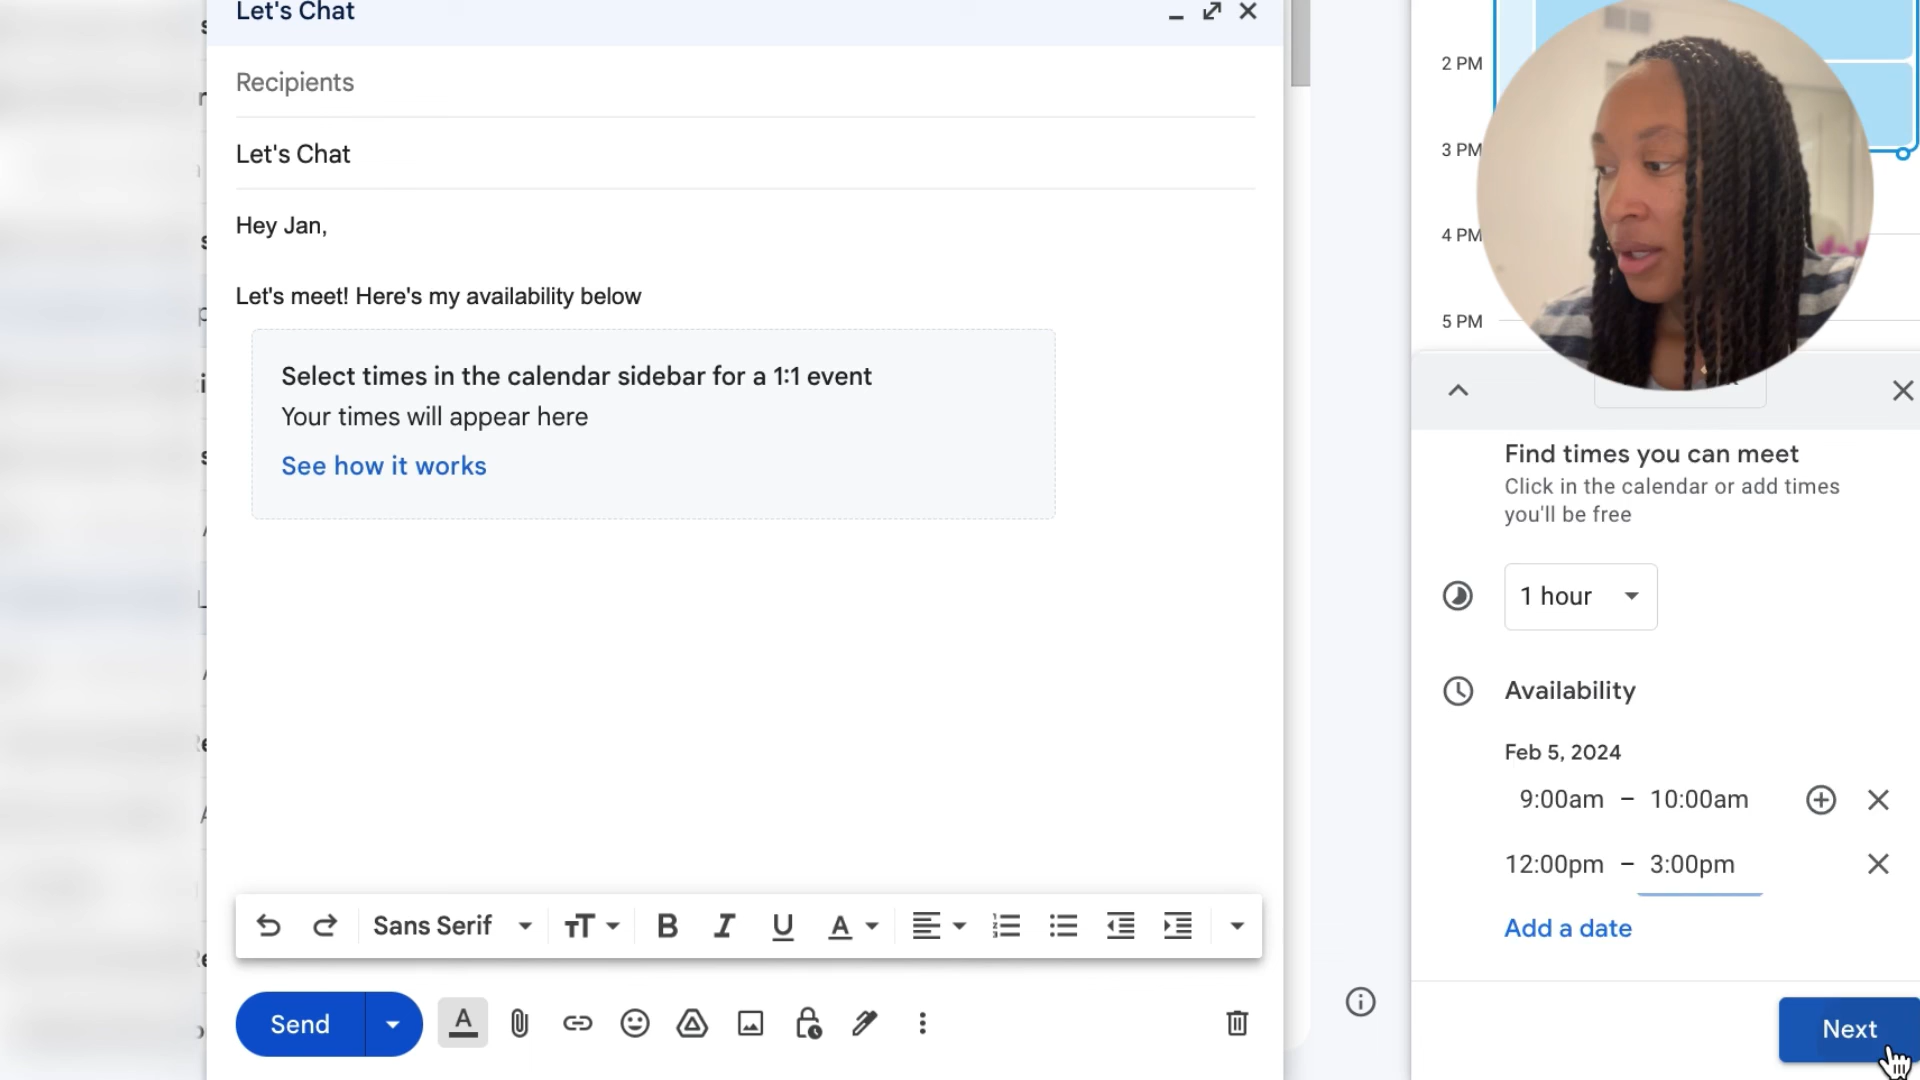 Let's Chat
Recipients
Let's Chat
Hey Jan,
Let's meet! Here's my availability below
Select times in the calendar sidebar for a 1:1 event
Your times will appear here
See how it works
Sans Serif
Send
2 PM
3 PM
4 PM
5 PM
Find times you can meet
Click in the calendar or add times
you'll be free
1 hour
Availability
Feb 5, 2024
9:00am – 10:00am
12:00pm – 3:00pm
Add a date
Next